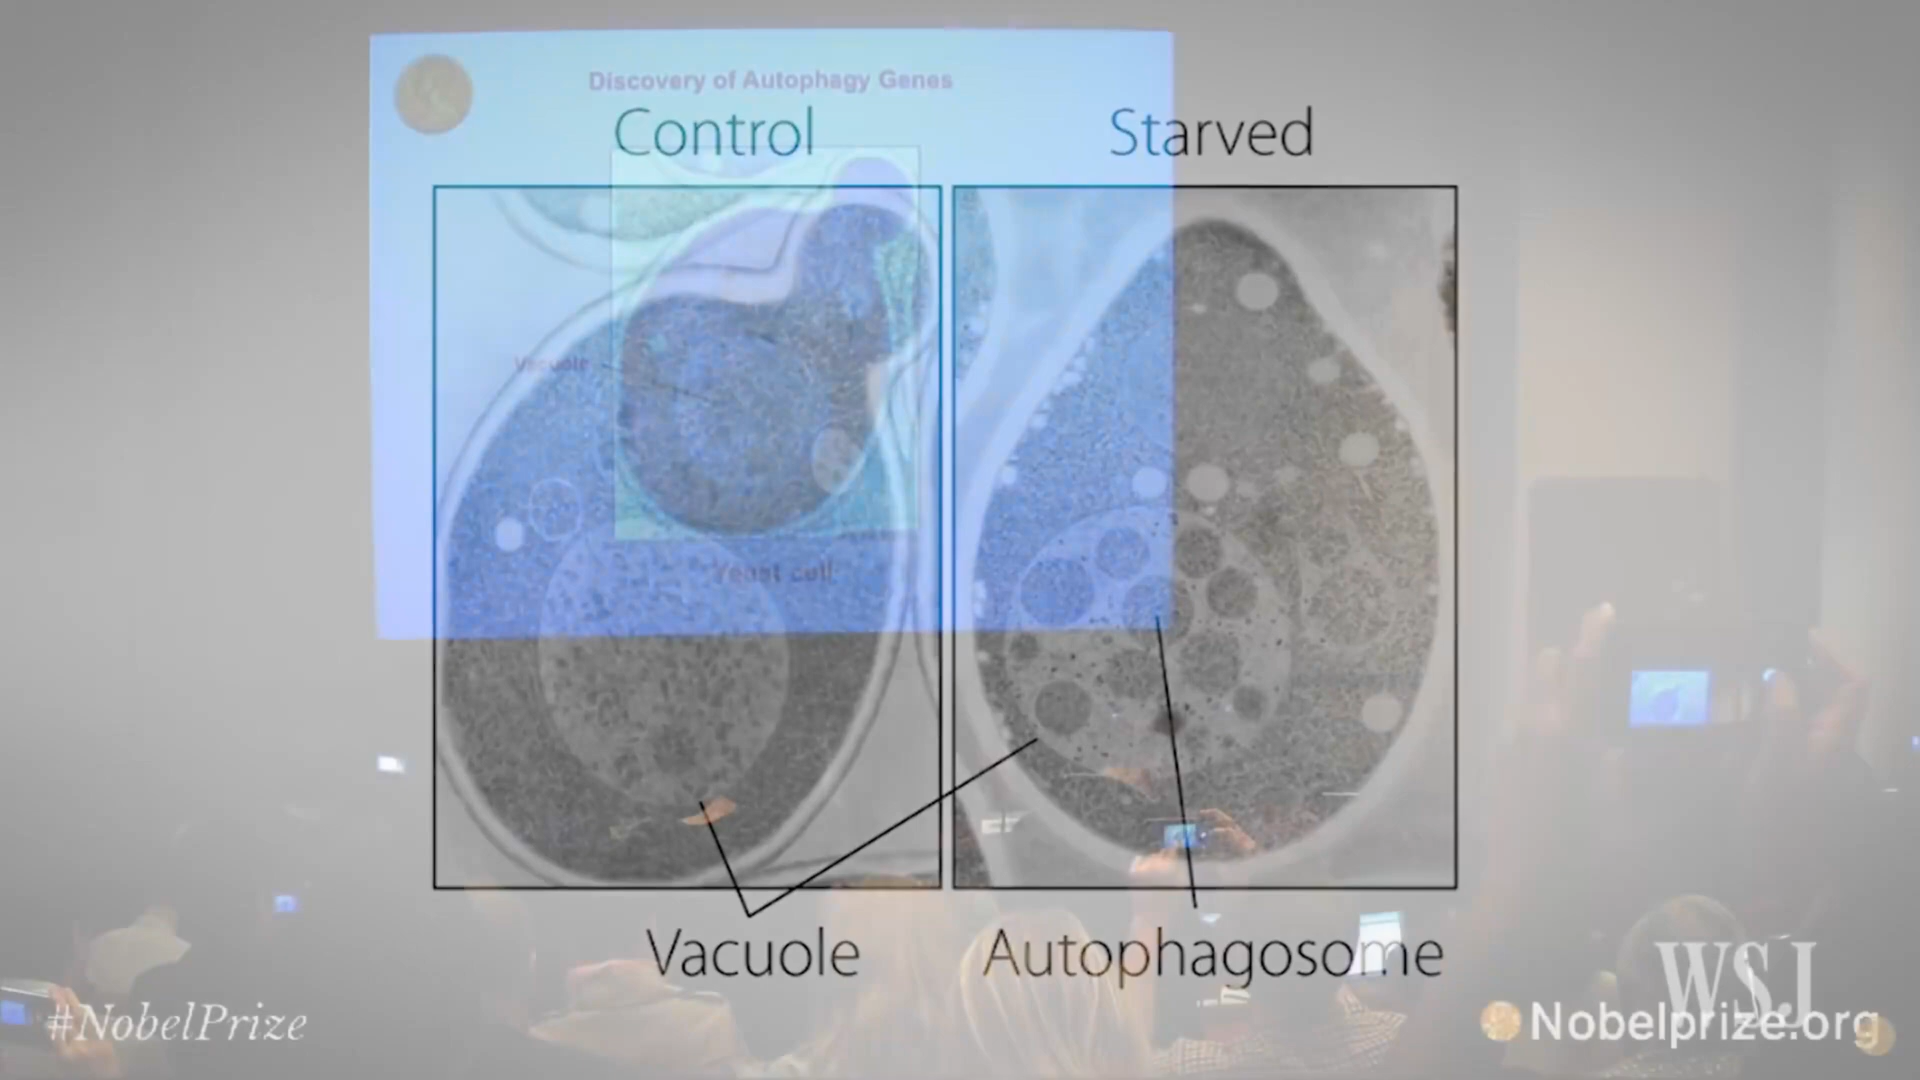 Discovery of Autophagy Genes
Control
Starved
Vacuole
Yeast cell
Vacuole
Autophagosome
#NobelPrize
WSJ
Nobelprize.org